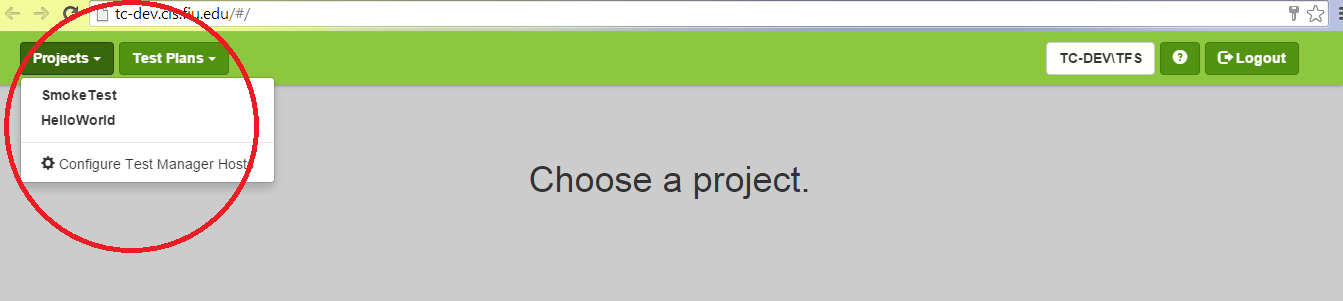 tc-dev.cis.fiu.edu/#/
Projects Test Plans TC-DEV\TFS Logout
SmokeTest
HelloWorld
Configure Test Manager Hosts
Choose a project.